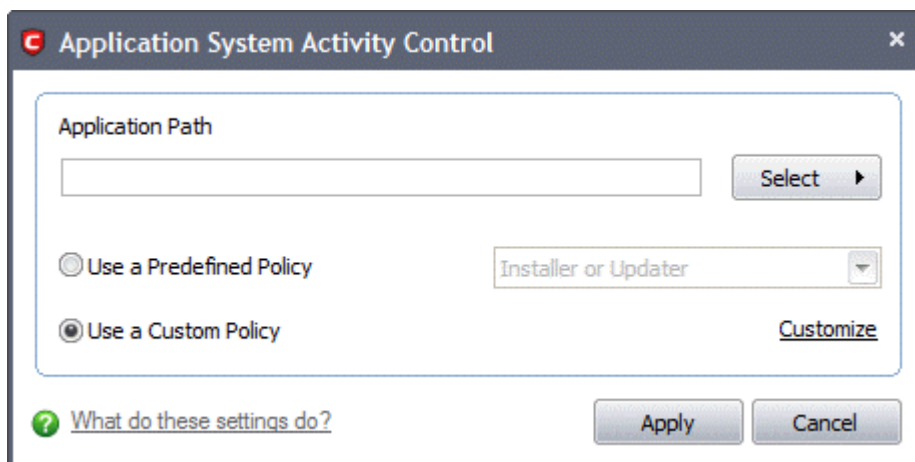 Application System Activity Control
Application Path
Select
Use a Predefined Policy
Installer or Updater
Use a Custom Policy
Customize
What do these settings do?
Apply
Cancel